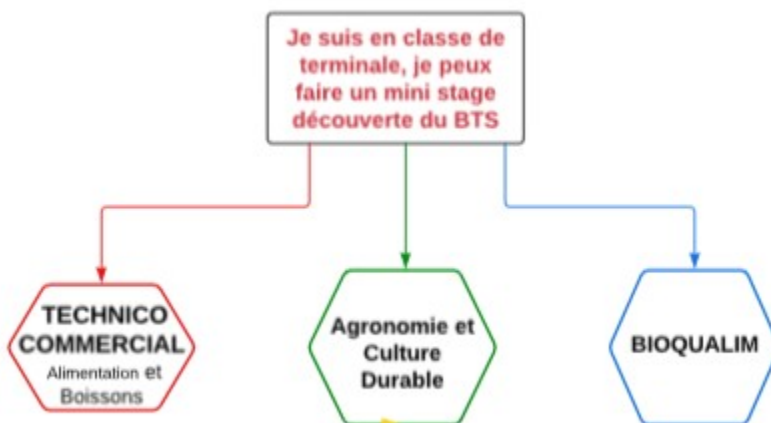 Je suis en classe de
terminale, je peux
faire un mini stage
découverte du BTS
TECHNICO
COMMERCIAL
Alimentation et
Boissons
Agronomie et
Culture
Durable
BIOQUALIM